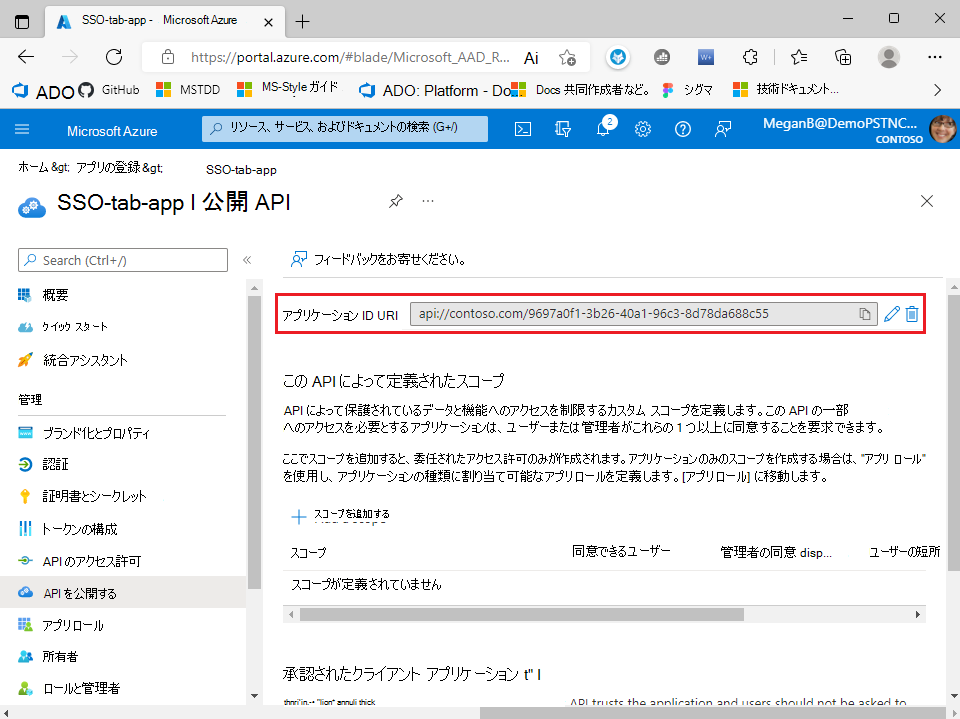 SSO-tab-app - Microsoft Azure
https://portal.azure.com/#blade/Microsoft_AAD_R...
ADO GitHub MSTDD MS-Style ガイド ADO: Platform - Do... Docs 共同作成者など。 シグマ 技術ドキュメント...
Microsoft Azure リソース、サービス、およびドキュメントの検索 (G+/) 2 MeganB@DemoPSTNC...
CONTOSO
ホーム &gt; アプリの登録 &gt; SSO-tab-app
SSO-tab-app I 公開 API
Search (Ctrl+/)
フィードバックをお寄せください。
概要
クイック スタート
統合アシスタント
管理
ブランド化とプロパティ
認証
証明書とシークレット
トークンの構成
API のアクセス許可
API を公開する
アプリ ロール
所有者
ロールと管理者
アプリケーション ID URI api://contoso.com/9697a0f1-3b26-40a1-96c3-8d78da688c55
この API によって定義されたスコープ
API によって保護されているデータと機能へのアクセスを制限するカスタム スコープを定義します。この API の一部
へのアクセスを必要とするアプリケーションは、ユーザーまたは管理者がこれらの 1 つ以上に同意することを要求できます。
ここでスコープを追加すると、委任されたアクセス許可のみが作成されます。アプリケーションのみのスコープを作成する場合は、"アプリ ロール"
を使用し、アプリケーションの種類に割り当て可能なアプリロールを定義します。[アプリロール] に移動します。
スコープを追加する
スコープ 同意できるユーザー 管理者の同意 disp... ユーザーの短所
スコープが定義されていません
承認されたクライアント アプリケーション t" I
API trusts the application and users should not be asked to